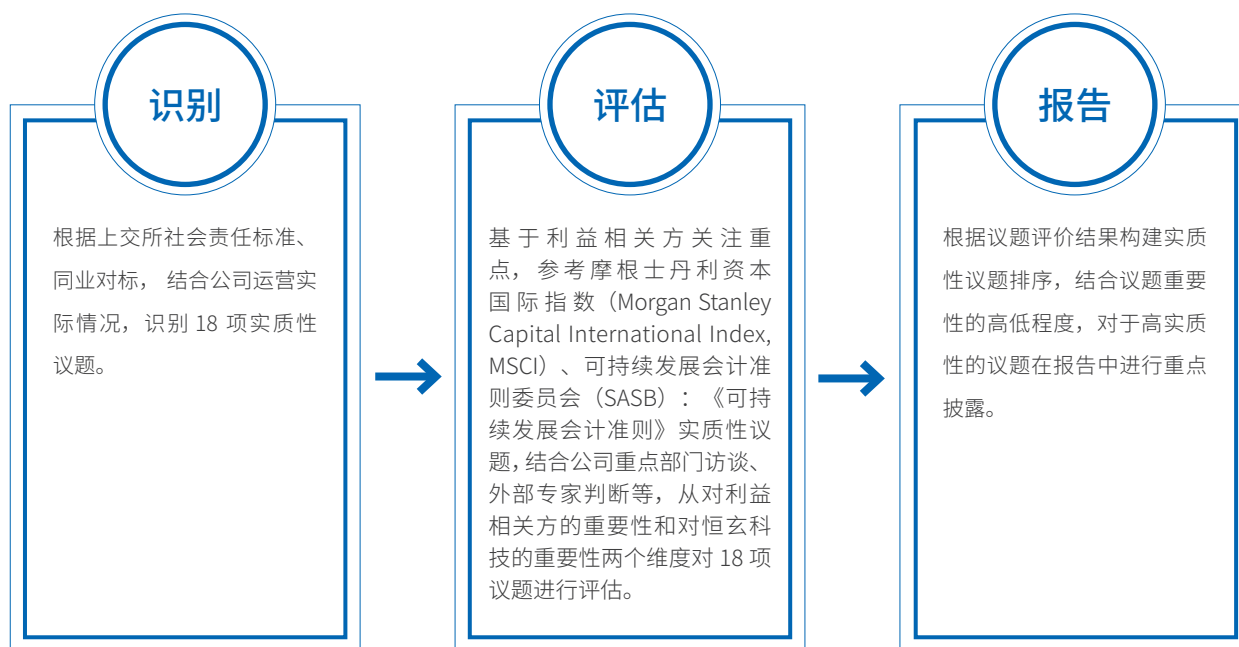 识别
根据上交所社会责任标准、
同业对标， 结合公司运营实
际情况，识别 18 项实质性
议题。
评估
基于利益相关方关注重
点，参考摩根士丹利资本
国际指数（Morgan Stanley
Capital International Index,
MSCI）、可持续发展会计准
则委员会（SASB）：《可持
续发展会计准则》实质性议
题，结合公司重点部门访谈、
外部专家判断等，从对利益
相关方的重要性和对恒玄科
技的重要性两个维度对 18 项
议题进行评估。
报告
根据议题评价结果构建实质
性议题排序，结合议题重要
性的高低程度，对于高实质
性的议题在报告中进行重点
披露。